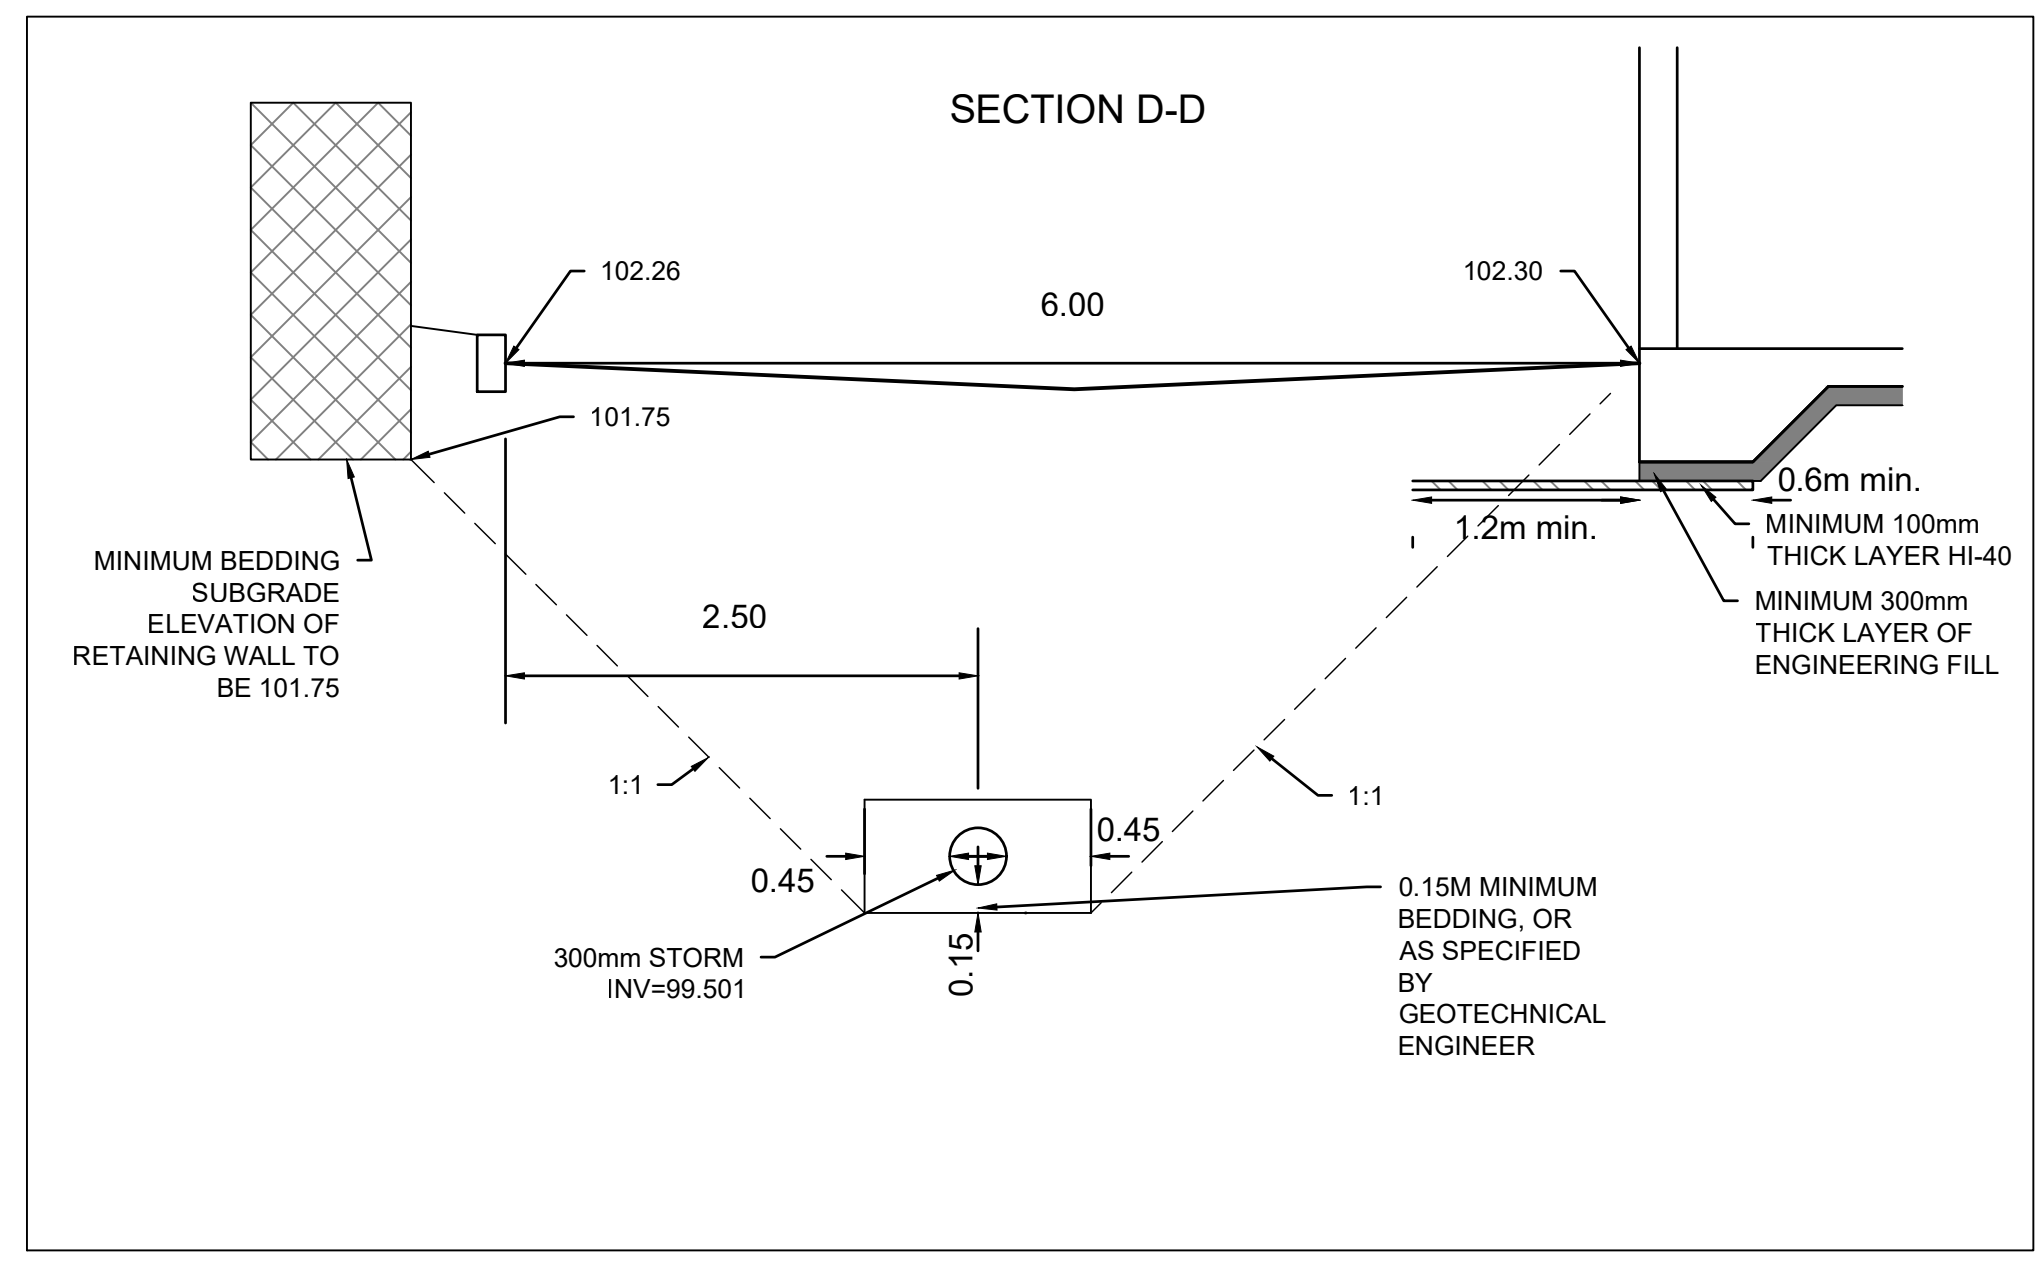 SECTION D-D
102.26
102.30
6.00
101.75
0.6m min.
1.2m min.
MINIMUM 100mm
THICK LAYER HI-40
MINIMUM BEDDING
SUBGRADE
ELEVATION OF
RETAINING WALL TO
BE 101.75
MINIMUM 300mm
THICK LAYER OF
ENGINEERING FILL
2.50
1:1
1:1
0.45
0.45
300mm STORM
INV=99.501
0.15
0.15M MINIMUM
BEDDING, OR
AS SPECIFIED
BY
GEOTECHNICAL
ENGINEER